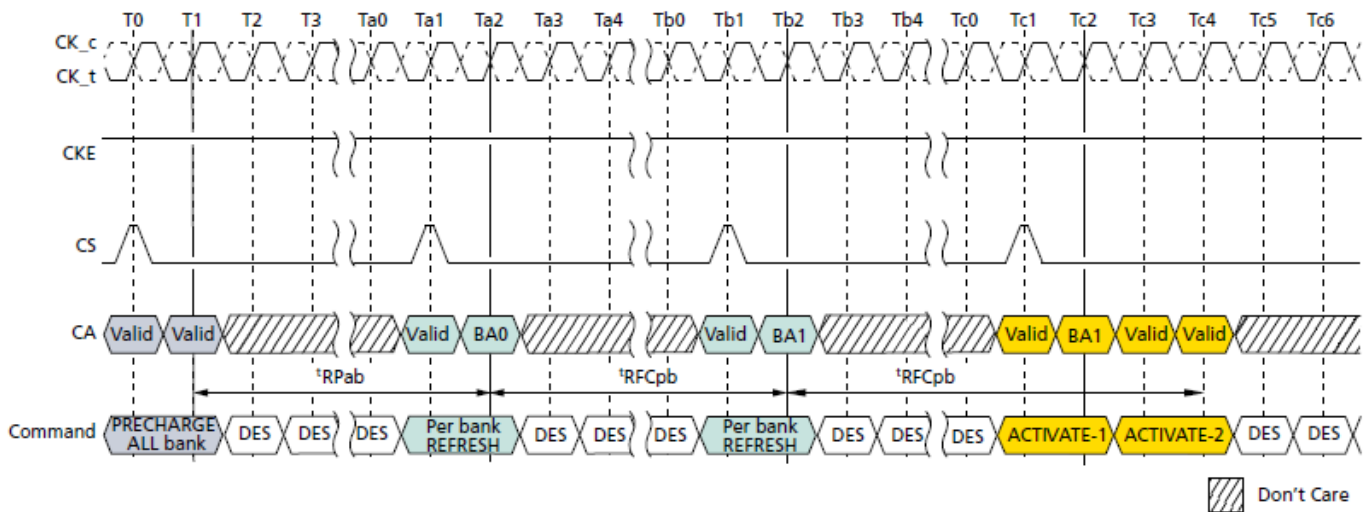 T0 T1 T2 T3 Ta0 Ta1 Ta2 Ta3 Ta4 Tb0 Tb1 Tb2 Tb3 Tb4 Tc0 Tc1 Tc2 Tc3 Tc4 Tc5 Tc6
CK_c
CK_t
CKE
CS
CA Valid Valid Valid BA0 Valid BA1 Valid BA1 Valid Valid
tRPab tRFCpb tRFCpb
Command PRECHARGE ALL bank DES DES DES Per bank REFRESH DES DES DES Per bank REFRESH DES DES DES ACTIVATE-1 ACTIVATE-2 DES DES
Don't Care